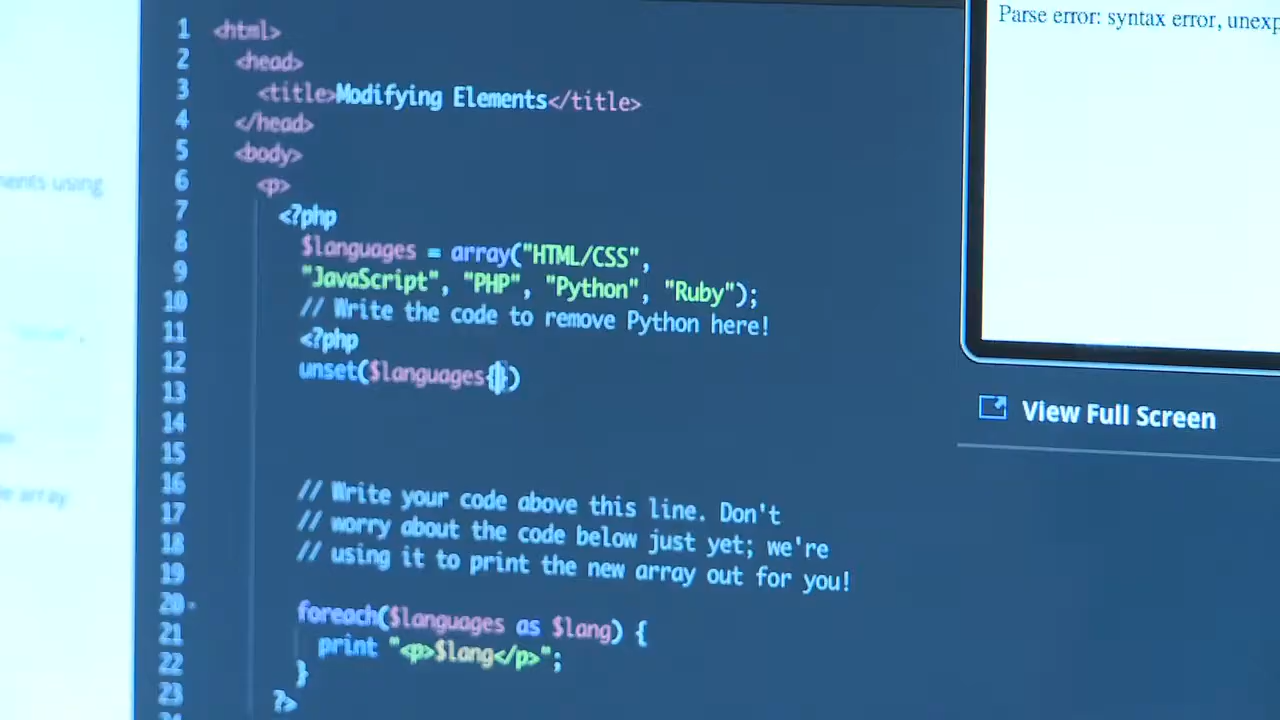 Parse error: syntax error,
1 <html>
2 <head>
3 <title>Modifying Elements</title>
4 </head>
5 <body>
6 <p>
7 <?php
8 $languages = array("HTML/CSS",
9 "JavaScript", "PHP", "Python", "Ruby");
10 // Write the code to remove Python here!
11 <?php
12 unset($languages{})
13
14
15
16 // Write your code above this line. Don't
17 // worry about the code below just yet; we're
18 // using it to print the new array out for you!
19
20 foreach($languages as $lang) {
21 print "<p>$lang</p>";
22 }
23 ?>
View Full Screen
ments using
array